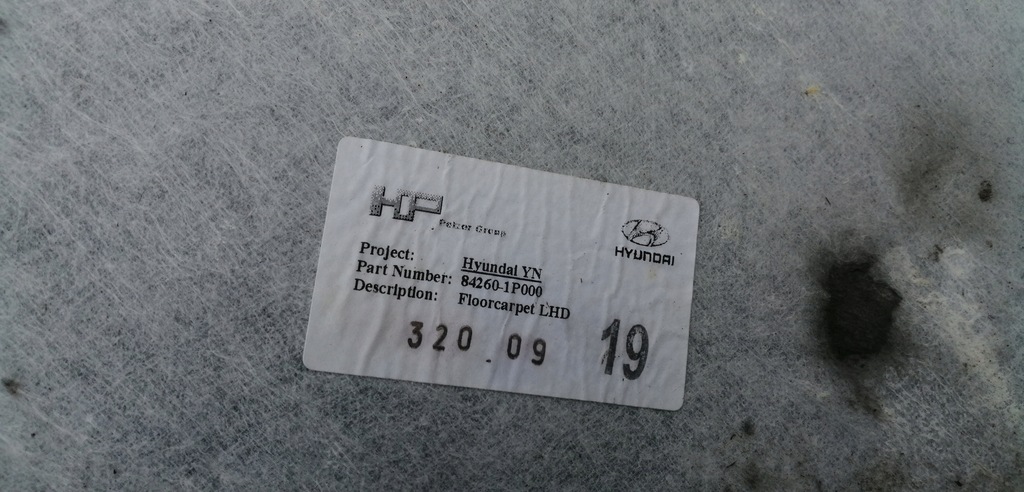 HP
Pelzer Group
HYUNDAI
Project: Hyundai YN
Part Number: 84260-1P000
Description: Floorcarpet LHD
320 09
19